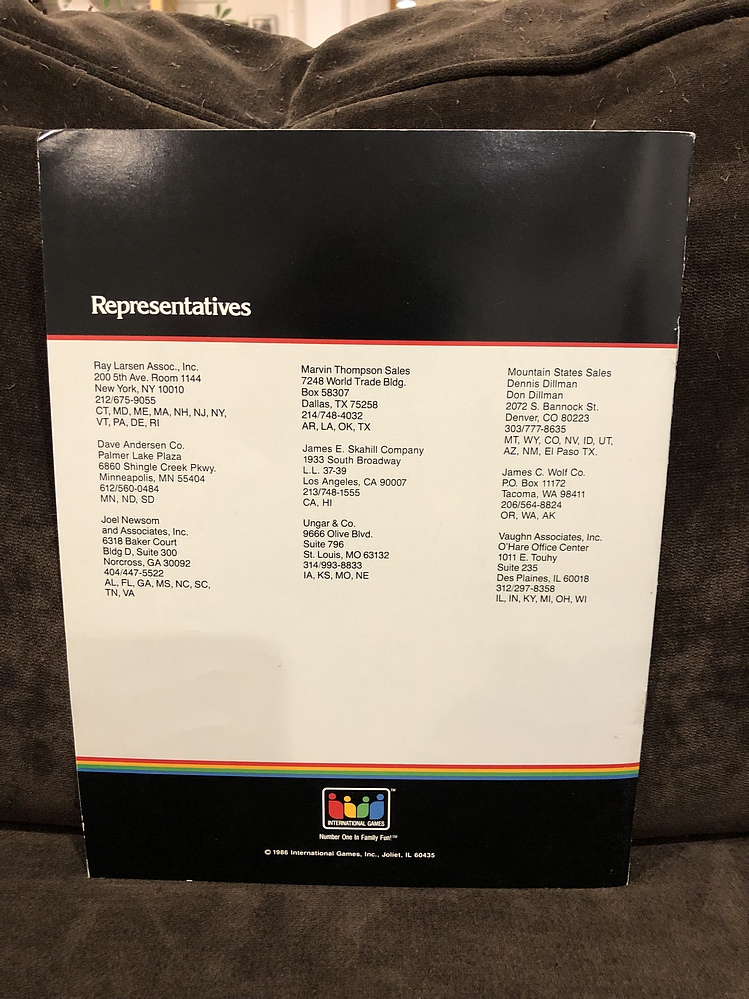 Representatives
Ray Larsen Assoc., Inc.
200 5th Ave. Room 1144
New York, NY 10010
212/675-9055
CT, MD, ME, MA, NH, NJ, NY,
VT, PA, DE, RI
Dave Andersen Co.
Palmer Lake Plaza
6860 Shingle Creek Pkwy.
Minneapolis, MN 55404
612/560-0484
MN, ND, SD
Joel Newsom
and Associates, Inc.
6318 Baker Court
Bldg D, Suite 300
Norcross, GA 30092
404/447-5522
AL, FL, GA, MS, NC, SC,
TN, VA
Marvin Thompson Sales
7248 World Trade Bldg.
Box 58307
Dallas, TX 75258
214/748-4032
AR, LA, OK, TX
James E. Skahill Company
1933 South Broadway
L.L. 37-39
Los Angeles, CA 90007
213/748-1555
CA, HI
Ungar & Co.
9666 Olive Blvd.
Suite 796
St. Louis, MO 63132
314/993-8833
IA, KS, MO, NE
Mountain States Sales
Dennis Dillman
Don Dillman
2072 S. Bannock St.
Denver, CO 80223
303/777-8635
MT, WY, CO, NV, ID, UT,
AZ, NM, El Paso TX.
James C. Wolf Co.
P.O. Box 11172
Tacoma, WA 98411
206/564-8824
OR, WA, AK
Vaughn Associates, Inc.
O'Hare Office Center
1011 E. Touhy
Suite 235
Des Plaines, IL 60018
312/297-8358
IL, IN, KY, MI, OH, WI
TM
INTERNATIONAL GAMES
Number One In Family Fun!™
© 1986 International Games, Inc., Joliet, IL 60435